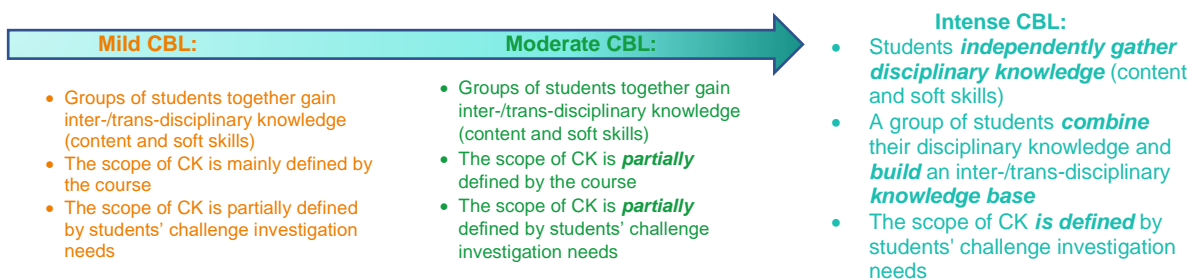 Mild CBL:
• Groups of students together gain
inter-/trans-disciplinary knowledge
(content and soft skills)
• The scope of CK is mainly defined by
the course
• The scope of CK is partially defined
by students' challenge investigation
needs
Moderate CBL:
• Groups of students together gain
inter-/trans-disciplinary knowledge
(content and soft skills)
• The scope of CK is partially
defined by the course
• The scope of CK is partially
defined by students' challenge
investigation needs
Intense CBL:
• Students independently gather
disciplinary knowledge (content
and soft skills)
• A group of students combine
their disciplinary knowledge and
build an inter-/trans-disciplinary
knowledge base
• The scope of CK is defined by
students' challenge investigation
needs